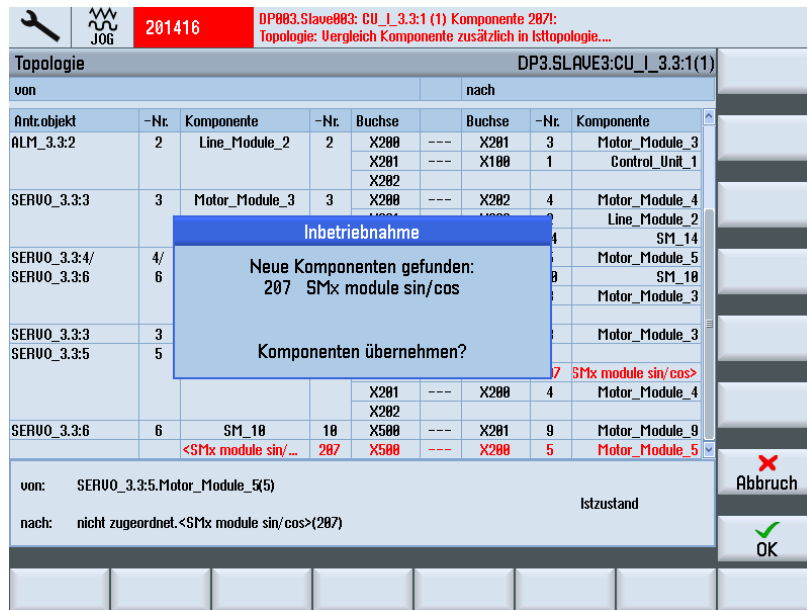 JOG
201416
DP003.Slave003: CU_I_3.3:1 (1) Komponente 207!:
Topologie: Vergleich Komponente zusätzlich in Isttopologie....
Topologie DP3.SLAVE3:CU_I_3.3:1(1)
von nach
Antr.objekt -Nr. Komponente -Nr. Buchse Buchse -Nr. Komponente
ALM_3.3:2 2 Line_Module_2 2 X200 --- X201 3 Motor_Module_3
X201 --- X100 1 Control_Unit_1
X202
SERVO_3.3:3 3 Motor_Module_3 3 X200 --- X202 4 Motor_Module_4
Line_Module_2
4 SM_14
SERVO_3.3:4/ 4/ Motor_Module_5
SERVO_3.3:6 6 SM_10
Motor_Module_3
SERVO_3.3:3 3 Motor_Module_3
SERVO_3.3:5 5
SMx module sin/cos>
X201 --- X200 4 Motor_Module_4
X202
SERVO_3.3:6 6 SM_10 10 X500 --- X201 9 Motor_Module_9
<SMx module sin/... 207 X500 --- X200 5 Motor_Module_5
Inbetriebnahme
Neue Komponenten gefunden:
207 SMx module sin/cos
Komponenten übernehmen?
von: SERVO_3.3:5.Motor_Module_5(5)
Istzustand
nach: nicht zugeordnet.<SMx module sin/cos>(207)
Abbruch
OK